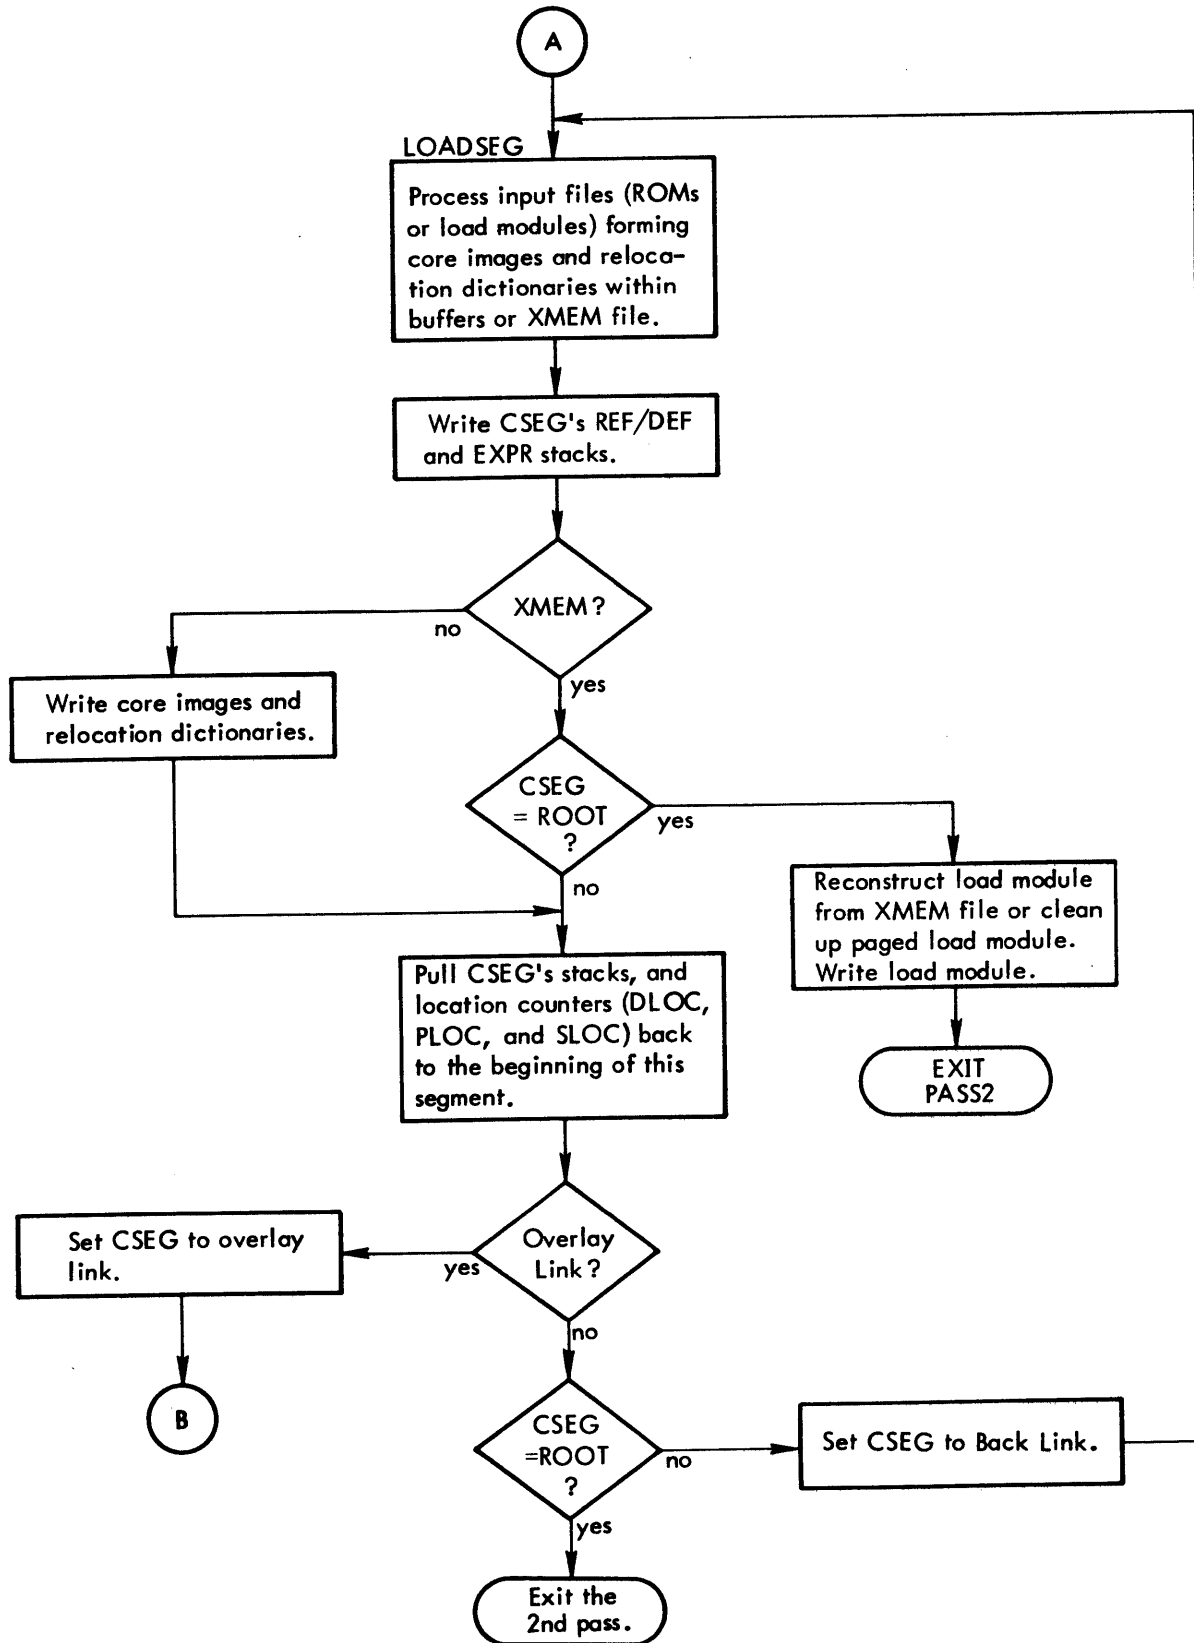 A
LOADSEG
Process input files (ROMs
or load modules) forming
core images and reloca-
tion dictionaries within
buffers or XMEM file.
Write CSEG's REF/DEF
and EXPR stacks.
XMEM?
no
yes
Write core images and
relocation dictionaries.
CSEG
= ROOT
?
yes
no
Reconstruct load module
from XMEM file or clean
up paged load module.
Write load module.
Pull CSEG's stacks, and
location counters (DLOC,
PLOC, and SLOC) back
to the beginning of this
segment.
EXIT
PASS2
Overlay
Link?
yes
no
Set CSEG to overlay
link.
B
CSEG
=ROOT
?
no
yes
Set CSEG to Back Link.
Exit the
2nd pass.